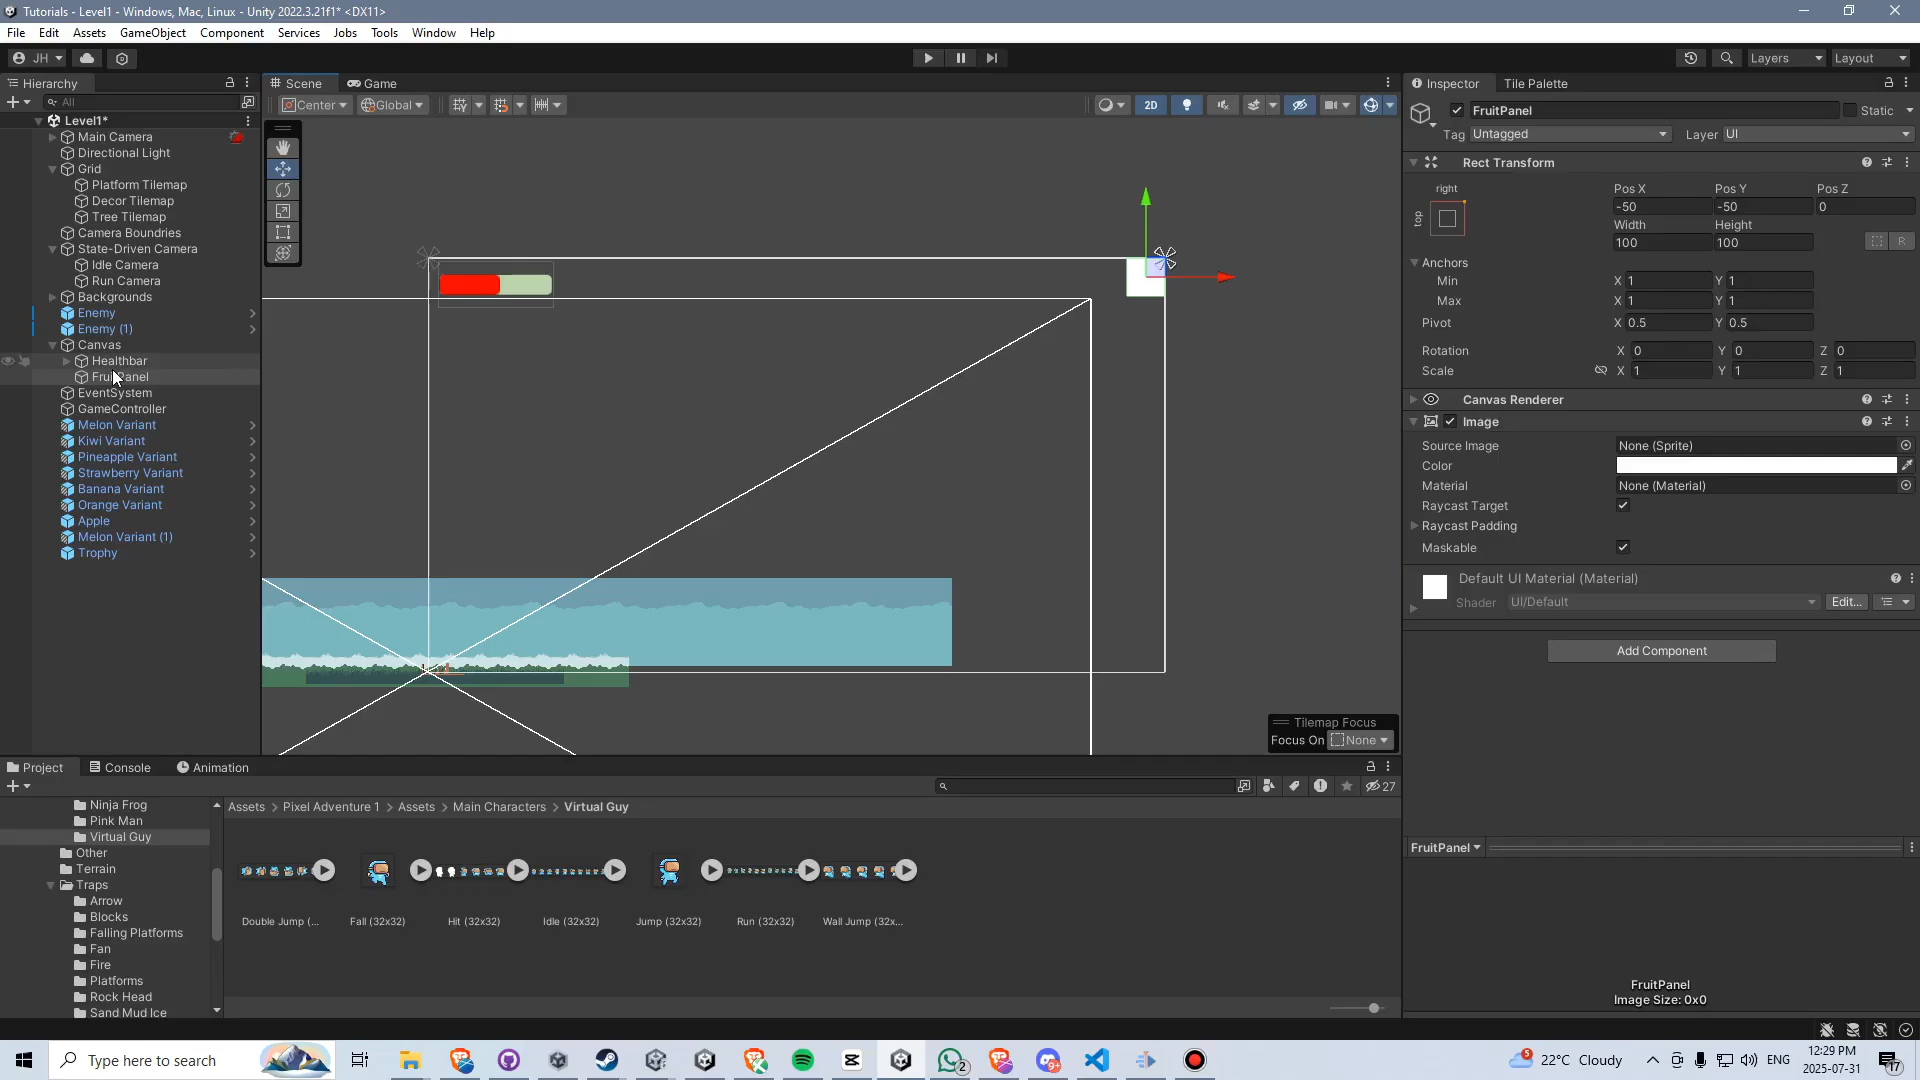 Tutorials - Level1 - Windows, Mac, Linux - Unity 2022.3.21f1* <DX11>
File Edit Assets GameObject Component Services Jobs Tools Window Help
JH Layers Layout
Hierarchy Scene Game Inspector Tile Palette
All Center Global 2D FruitPanel Static
Level1* Tag Untagged Layer UI
Main Camera
Directional Light
Grid
Platform Tilemap
Decor Tilemap
Tree Tilemap
Camera Boundries
State-Driven Camera
Idle Camera
Run Camera
Backgrounds
Enemy
Enemy (1)
Canvas
Healthbar
EventSystem
GameController
Melon Variant
Kiwi Variant
Pineapple Variant
Strawberry Variant
Banana Variant
Orange Variant
Apple
Melon Variant (1)
Trophy
Tilemap Focus
Focus On None
Rect Transform
right Pos X Pos Y Pos Z
top -50 -50 0
Width Height
100 100 R
Anchors
Min X 1 Y 1
Max X 1 Y 1
Pivot X 0.5 Y 0.5
Rotation X 0 Y 0 Z 0
Scale X 1 Y 1 Z 1
Canvas Renderer
Image
Source Image None (Sprite)
Color
Material None (Material)
Raycast Target
Raycast Padding
Maskable
Default UI Material (Material)
Shader UI/Default Edit...
Add Component
FruitPanel
FruitPanel
Image Size: 0x0
Project Console Animation
27
Ninja Frog
Pink Man
Virtual Guy
Other
Terrain
Traps
Arrow
Blocks
Falling Platforms
Fan
Fire
Platforms
Rock Head
Sand Mud Ice
Assets > Pixel Adventure 1 > Assets > Main Characters > Virtual Guy
Double Jump (... Fall (32x32) Hit (32x32) Idle (32x32) Jump (32x32) Run (32x32) Wall Jump (32x...
Type here to search
2 9+ 5 22°C Cloudy ENG 12:29 PM
2025-07-31 17